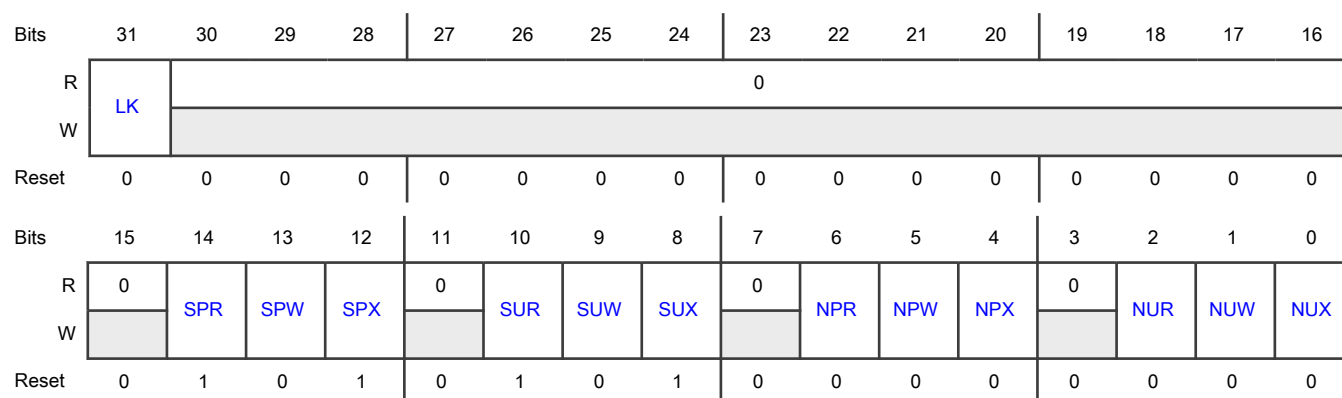 Bits 31 30 29 28 27 26 25 24 23 22 21 20 19 18 17 16
R 0
LK
W
Reset 0 0 0 0 0 0 0 0 0 0 0 0 0 0 0 0
Bits 15 14 13 12 11 10 9 8 7 6 5 4 3 2 1 0
R 0 0 0 0
SPR SPW SPX SUR SUW SUX NPR NPW NPX NUR NUW NUX
W
Reset 0 1 0 1 0 1 0 1 0 0 0 0 0 0 0 0